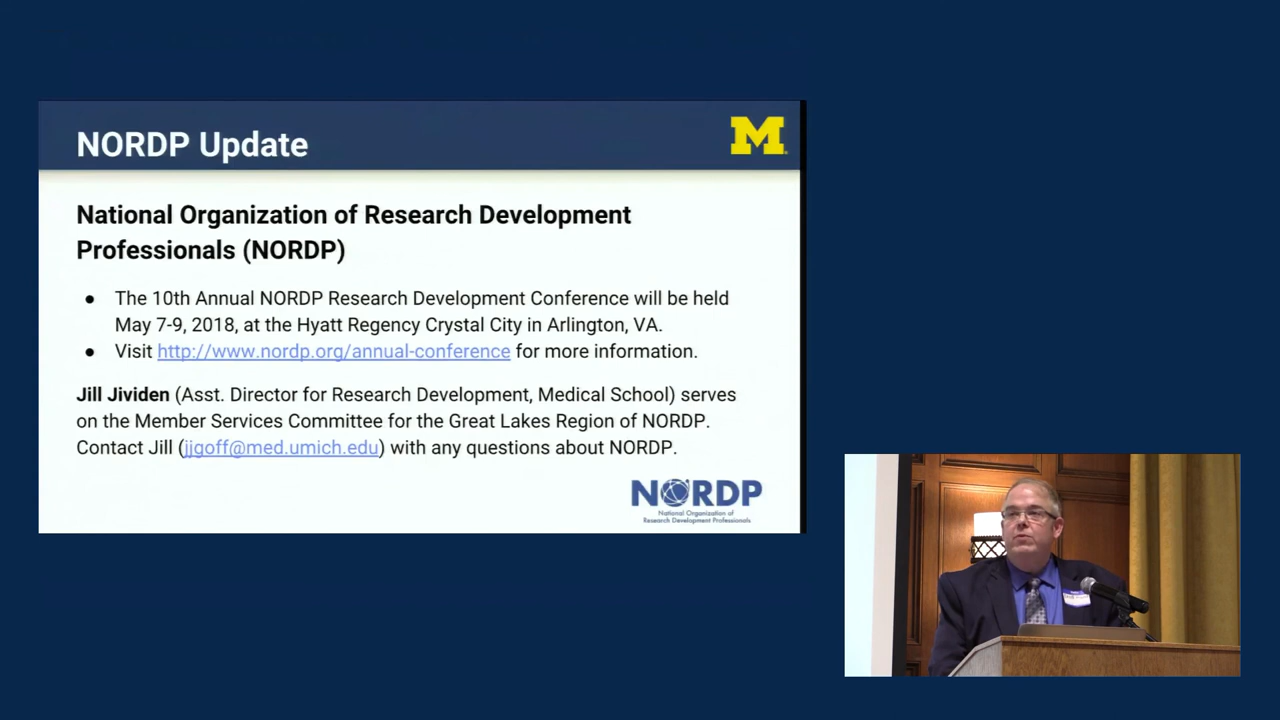 NORDP Update
M
National Organization of Research Development
Professionals (NORDP)
● The 10th Annual NORDP Research Development Conference will be held
May 7-9, 2018, at the Hyatt Regency Crystal City in Arlington, VA.
● Visit http://www.nordp.org/annual-conference for more information.
Jill Jividen (Asst. Director for Research Development, Medical School) serves
on the Member Services Committee for the Great Lakes Region of NORDP.
Contact Jill (jjgoff@med.umich.edu) with any questions about NORDP.
NORDP
National Organization of
Research Development Professionals